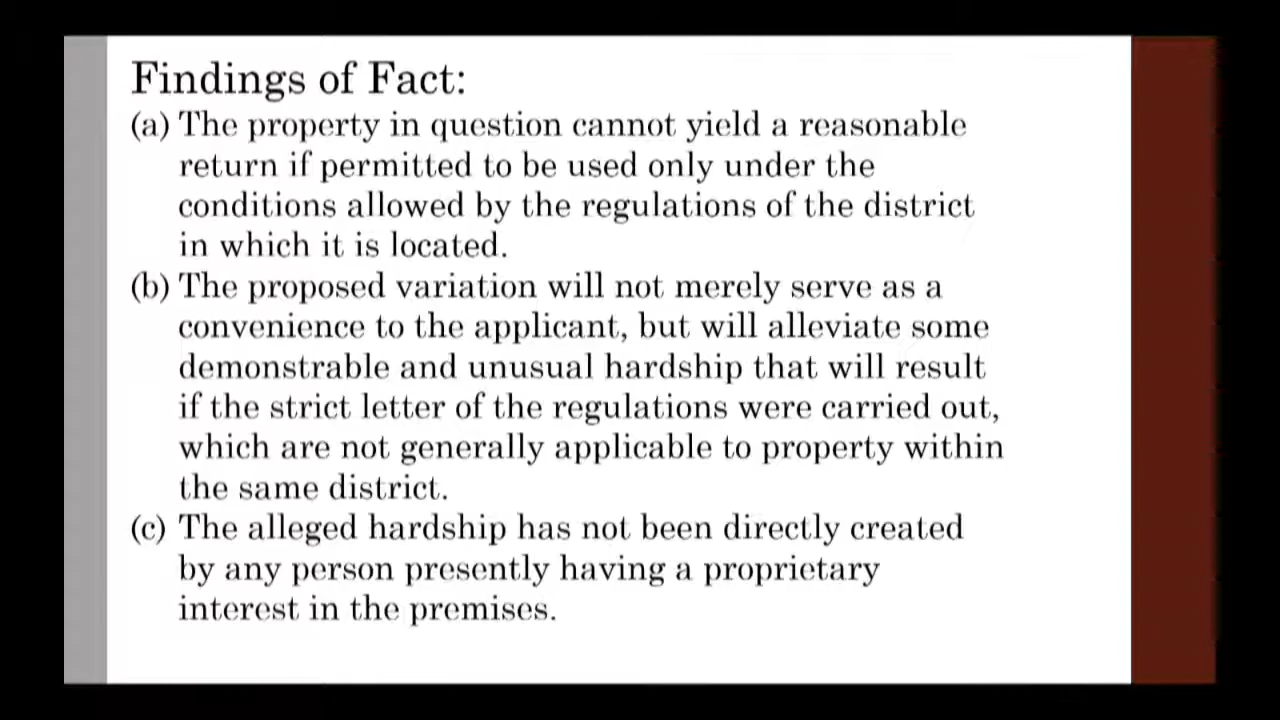 Findings of Fact:
(a) The property in question cannot yield a reasonable
return if permitted to be used only under the
conditions allowed by the regulations of the district
in which it is located.
(b) The proposed variation will not merely serve as a
convenience to the applicant, but will alleviate some
demonstrable and unusual hardship that will result
if the strict letter of the regulations were carried out,
which are not generally applicable to property within
the same district.
(c) The alleged hardship has not been directly created
by any person presently having a proprietary
interest in the premises.